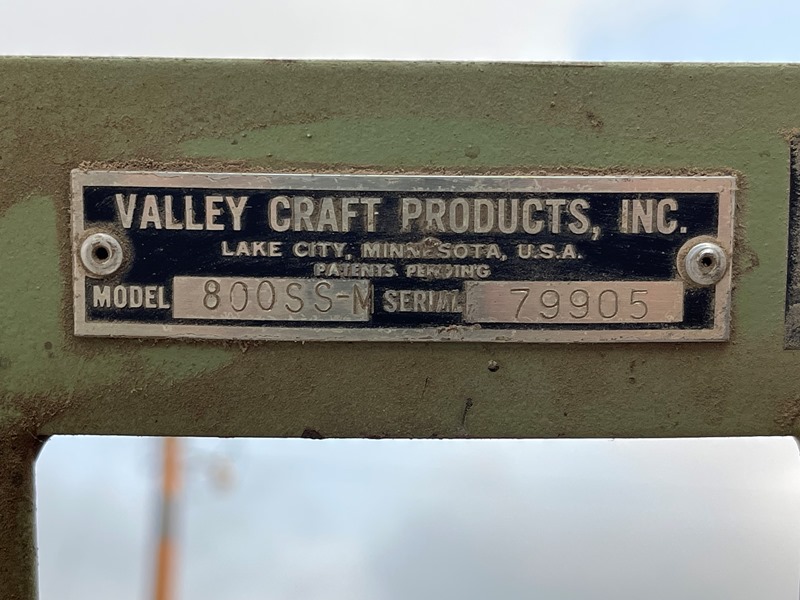 VALLEY CRAFT PRODUCTS, INC.
LAKE CITY, MINNESOTA, U.S.A.
PATENTS PENDING
MODEL 800SS-M SERIAL 79905